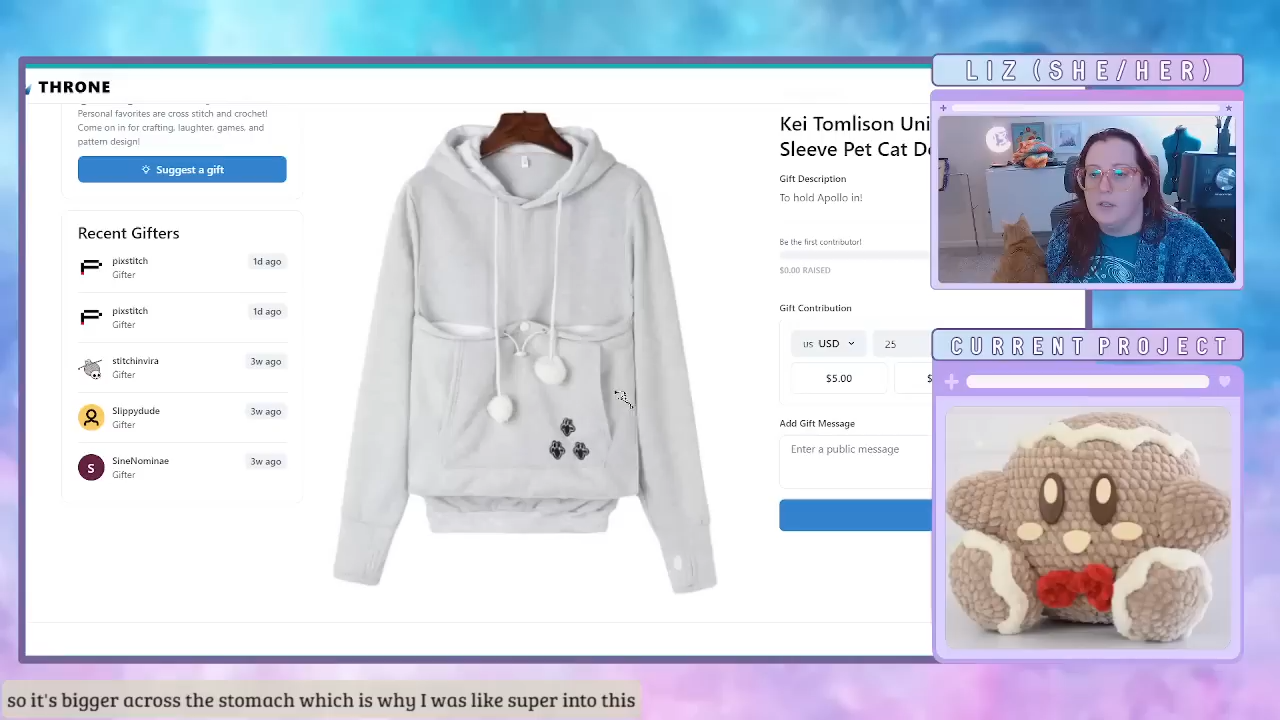 THRONE
Personal favorites are cross stitch and crochet!
Come on in for crafting, laughter, games, and
pattern design!
Suggest a gift
Recent Gifters
pixstitch
Gifter
1d ago
pixstitch
Gifter
1d ago
stitchinvira
Gifter
3w ago
Slippydude
Gifter
3w ago
S
SineNominae
Gifter
3w ago
Kei Tomlison Uni
Sleeve Pet Cat D
Gift Description
To hold Apollo in!
Be the first contributor!
$0.00 RAISED
Gift Contribution
us USD
25
$5.00
Add Gift Message
Enter a public message
LIZ (SHE/HER)
CURRENT PROJECT
so it's bigger across the stomach which is why I was like super into this